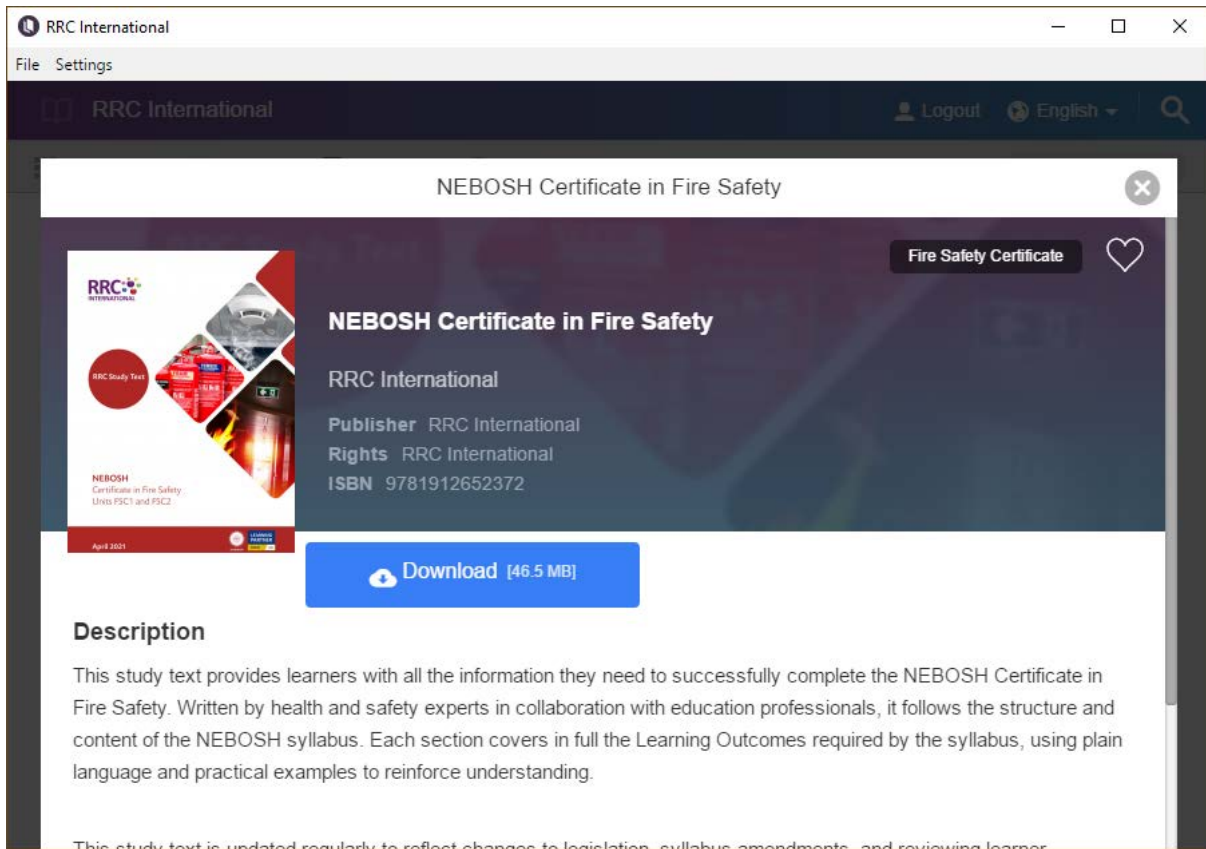 RRC International
File Settings
RRC International Logout English
NEBOSH Certificate in Fire Safety
Fire Safety Certificate
RRC
INTERNATIONAL
RRC Study Text
NEBOSH
Certificate in Fire Safety
Units FSC1 and FSC2
April 2021
LEARNING
PARTNER
NEBOSH Certificate in Fire Safety
RRC International
Publisher RRC International
Rights RRC International
ISBN 9781912652372
Download [46.5 MB]
Description
This study text provides learners with all the information they need to successfully complete the NEBOSH Certificate in
Fire Safety. Written by health and safety experts in collaboration with education professionals, it follows the structure and
content of the NEBOSH syllabus. Each section covers in full the Learning Outcomes required by the syllabus, using plain
language and practical examples to reinforce understanding.
This study text is updated regularly to reflect changes to legislation, syllabus amendments, and reviewing learner